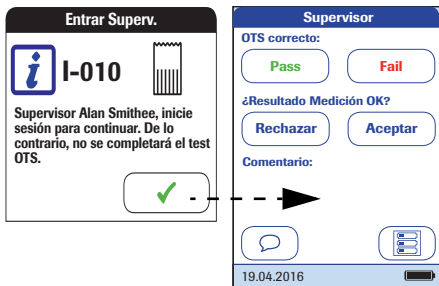 Entrar Superv.
I-010
Supervisor Alan Smithee, inicie
sesión para continuar. De lo
contrario, no se completará el test
OTS.
Supervisor
OTS correcto:
Pass Fail
¿Resultado Medición OK?
Rechazar Aceptar
Comentario:
19.04.2016